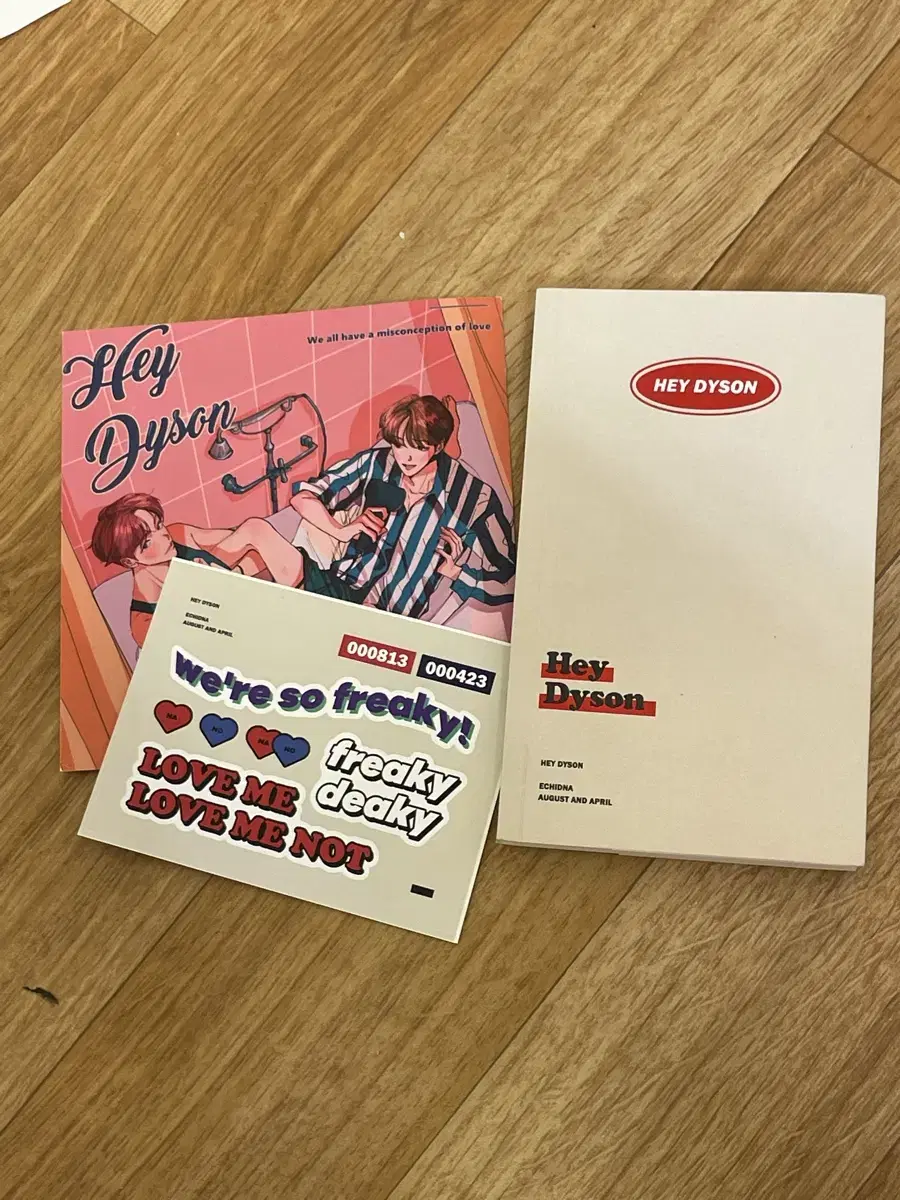 Hey
Dyson
We all have a misconception of love
HEY DYSON
ECHIDNA
AUGUST AND APRIL
000813
000423
we're so freaky!
NA
NO
NA
NO
freaky
deaky
LOVE ME
LOVE ME NOT
HEY DYSON
Hey
Dyson
HEY DYSON
ECHIDNA
AUGUST AND APRIL